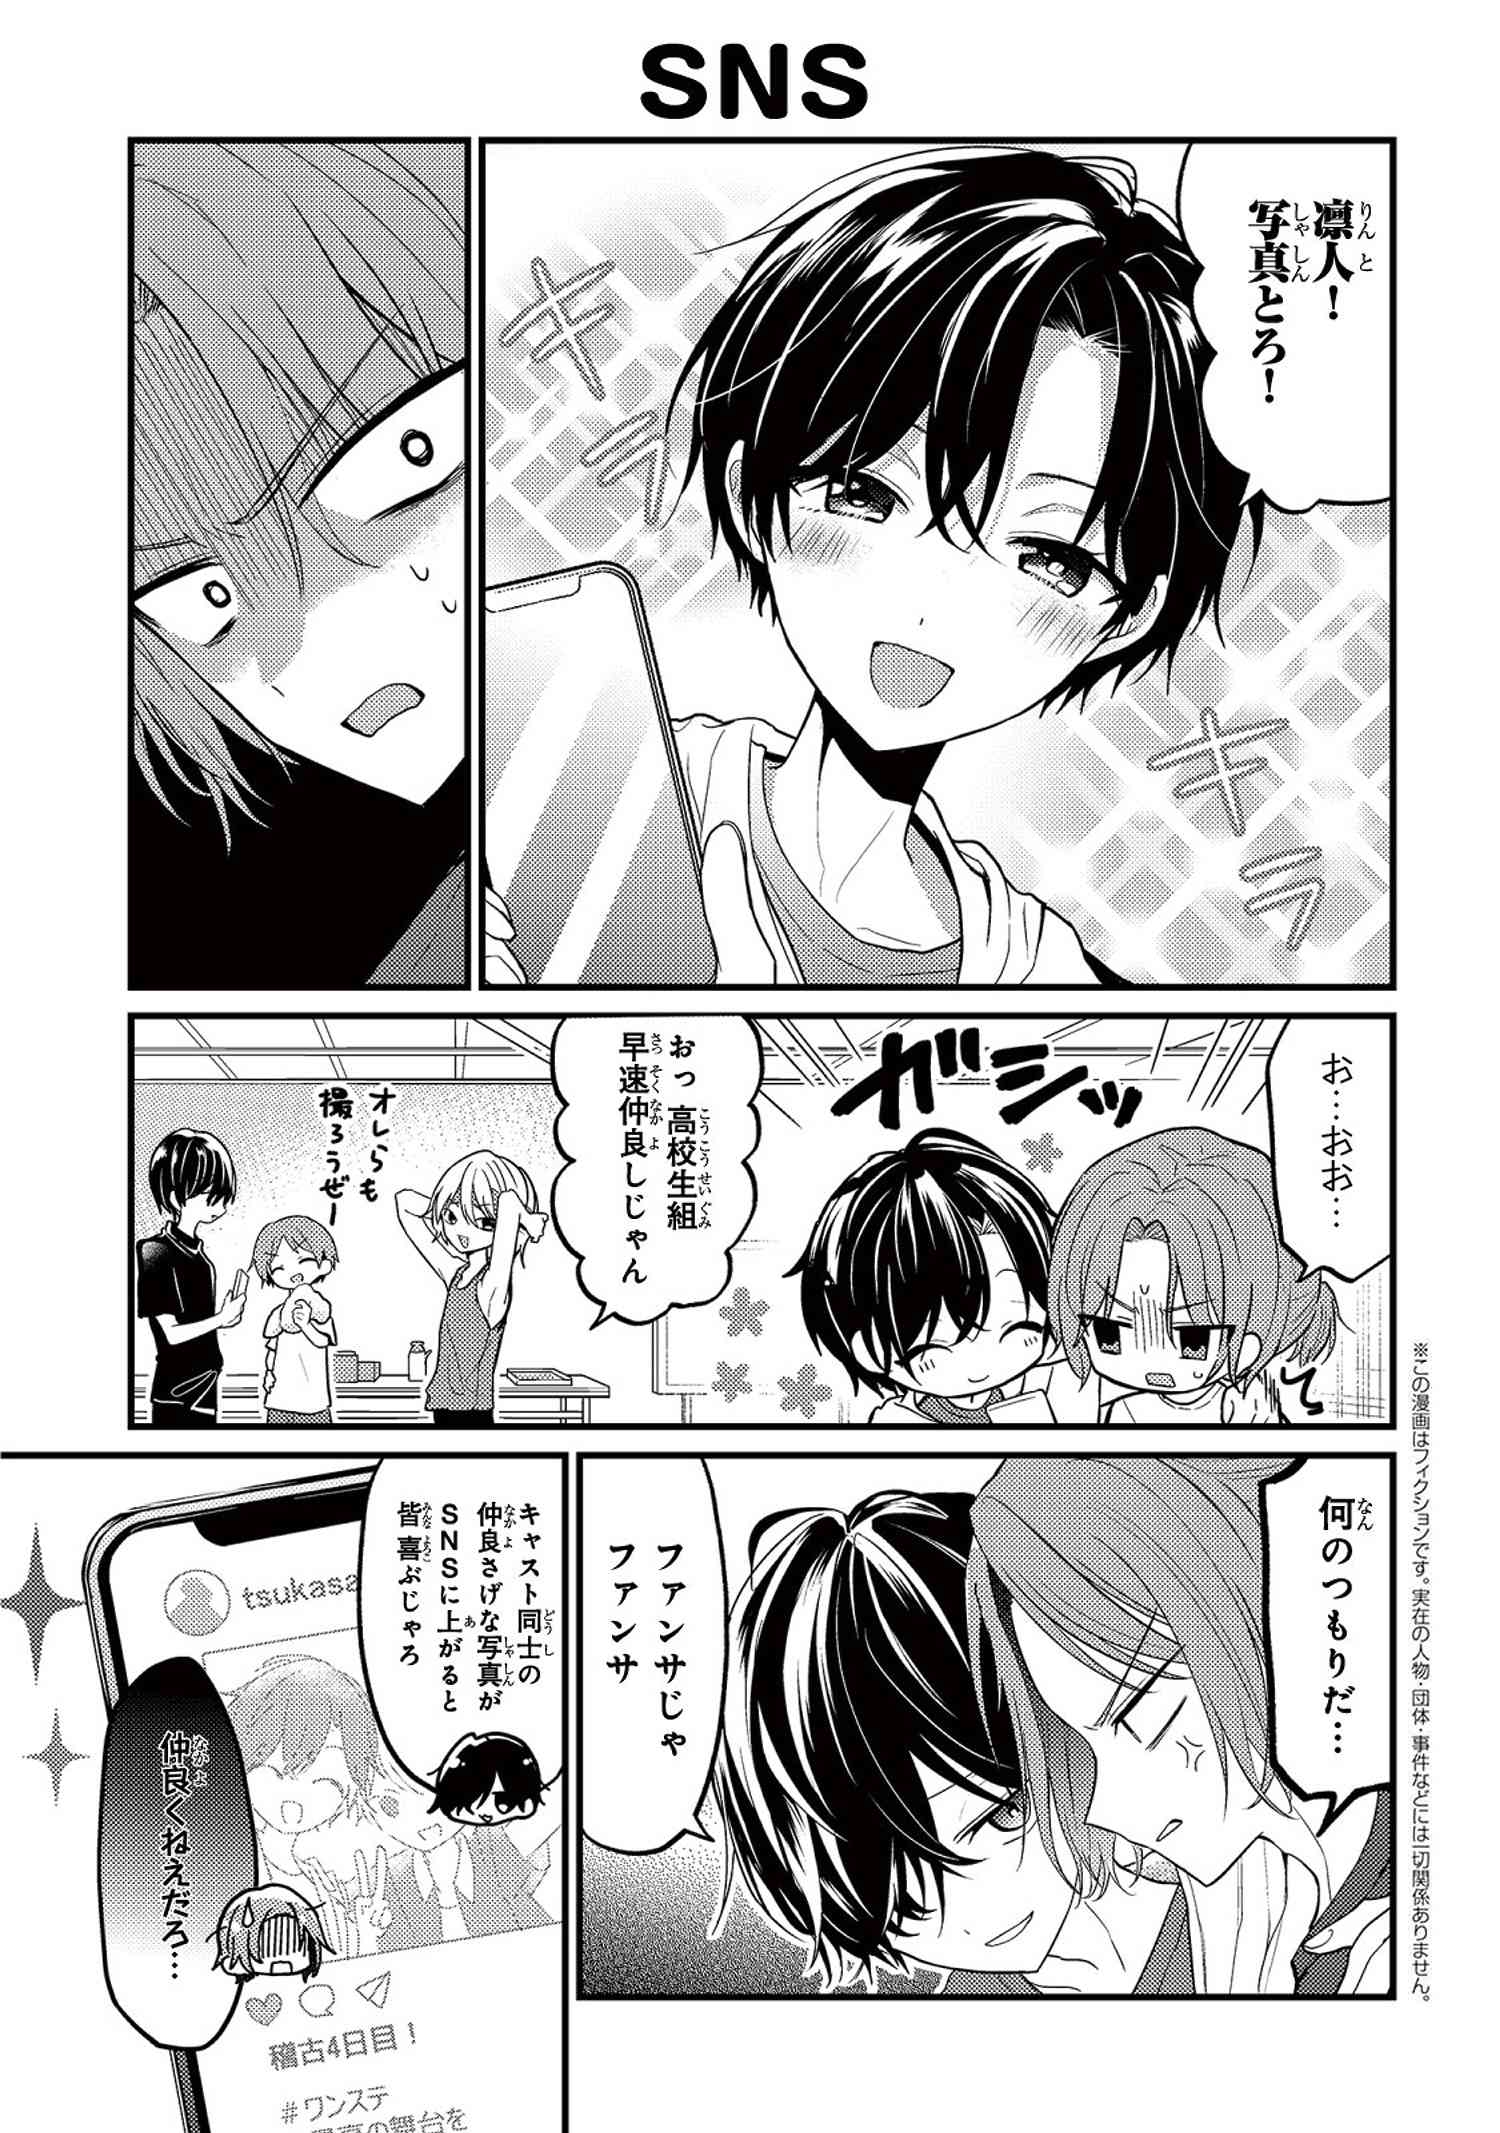 SNS
凛人!
写真とろ!
キラ
キラ
お…おお…
ガシッ
おっ 高校生組
早速仲良しじゃん
オレらも
撮ろうぜー
何のつもりだ…
ファンサじゃ
ファンサ
キャスト同士の
仲良さげな写真が
SNSに上がると
皆喜ぶじゃろ
tsukasa
仲良くねえだろ…
稽古4日目!
#ワンステ
の舞台を
※この漫画はフィクションです。実在の人物・団体・事件などには一切関係ありません。